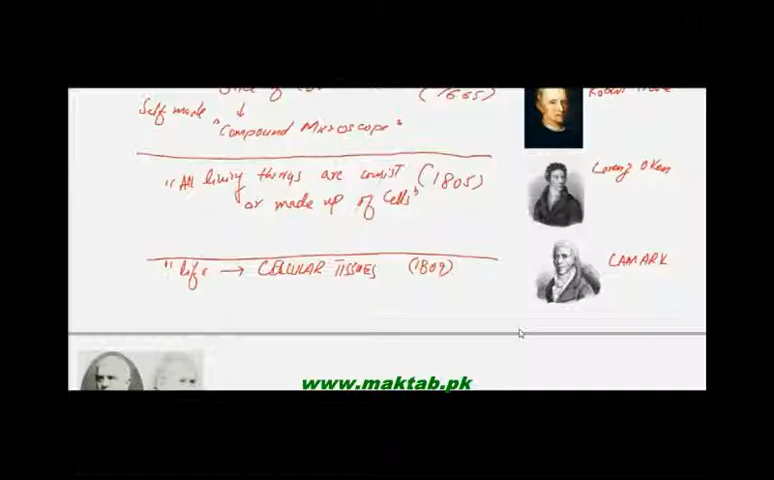 (1665)
Self made ↓
"Compound Microscope"
"All living things are consist (1805)
or made up of Cells"
Lorenz Oken
"life → CELLULAR TISSUES (1809)
LAMARK
www.maktab.pk